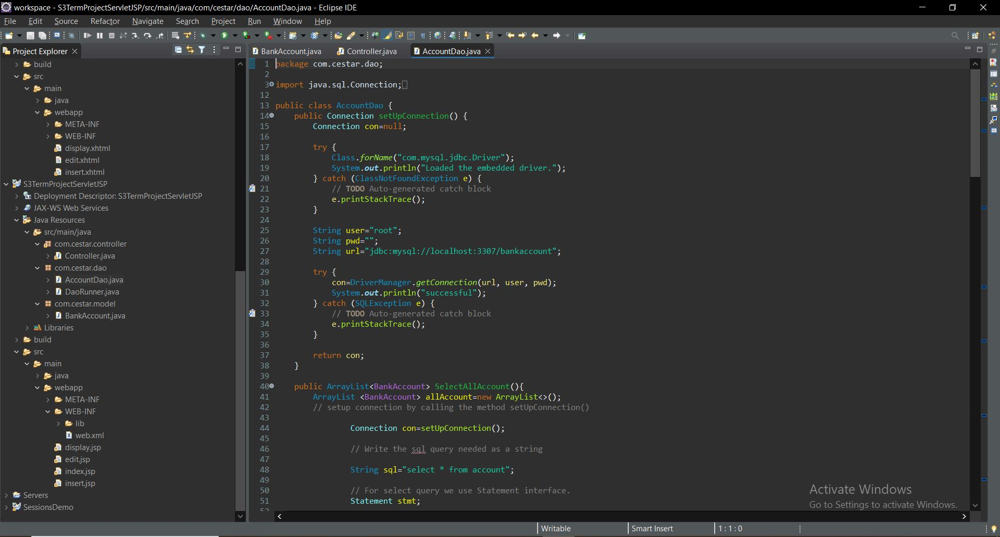 workspace - S3TermProjectServletJSP/src/main/java/com/cestar/dao/AccountDao.java - Eclipse IDE
File Edit Source Refactor Navigate Search Project Run Window Help
Project Explorer
build
src
main
java
webapp
META-INF
WEB-INF
display.xhtml
edit.xhtml
insert.xhtml
S3TermProjectServletJSP
Deployment Descriptor: S3TermProjectServletJSP
JAX-WS Web Services
Java Resources
src/main/java
com.cestar.controller
Controller.java
com.cestar.dao
AccountDao.java
DaoRunner.java
com.cestar.model
BankAccount.java
Libraries
build
src
main
java
webapp
META-INF
WEB-INF
lib
web.xml
display.jsp
edit.jsp
index.jsp
insert.jsp
Servers
SessionsDemo
BankAccount.java Controller.java AccountDao.java
1 package com.cestar.dao;
2
3 import java.sql.Connection;
12
13 public class AccountDao {
14 public Connection setUpConnection() {
15 Connection con=null;
16
17 try {
18 Class.forName("com.mysql.jdbc.Driver");
19 System.out.println("Loaded the embedded driver.");
20 } catch (ClassNotFoundException e) {
21 // TODO Auto-generated catch block
22 e.printStackTrace();
23 }
24
25 String user="root";
26 String pwd="";
27 String url="jdbc:mysql://localhost:3307/bankaccount";
28
29 try {
30 con=DriverManager.getConnection(url, user, pwd);
31 System.out.println("successful");
32 } catch (SQLException e) {
33 // TODO Auto-generated catch block
34 e.printStackTrace();
35 }
36
37 return con;
38 }
39
40 public ArrayList<BankAccount> SelectAllAccount(){
41 ArrayList <BankAccount> allAccount=new ArrayList<>();
42 // setup connection by calling the method setUpConnection()
43
44 Connection con=setUpConnection();
45
46 // Write the sql query needed as a string
47
48 String sql="select * from account";
49
50 // For select query we use Statement interface.
51 Statement stmt;
Activate Windows
Go to Settings to activate Windows.
Writable Smart Insert 1 : 1 : 0